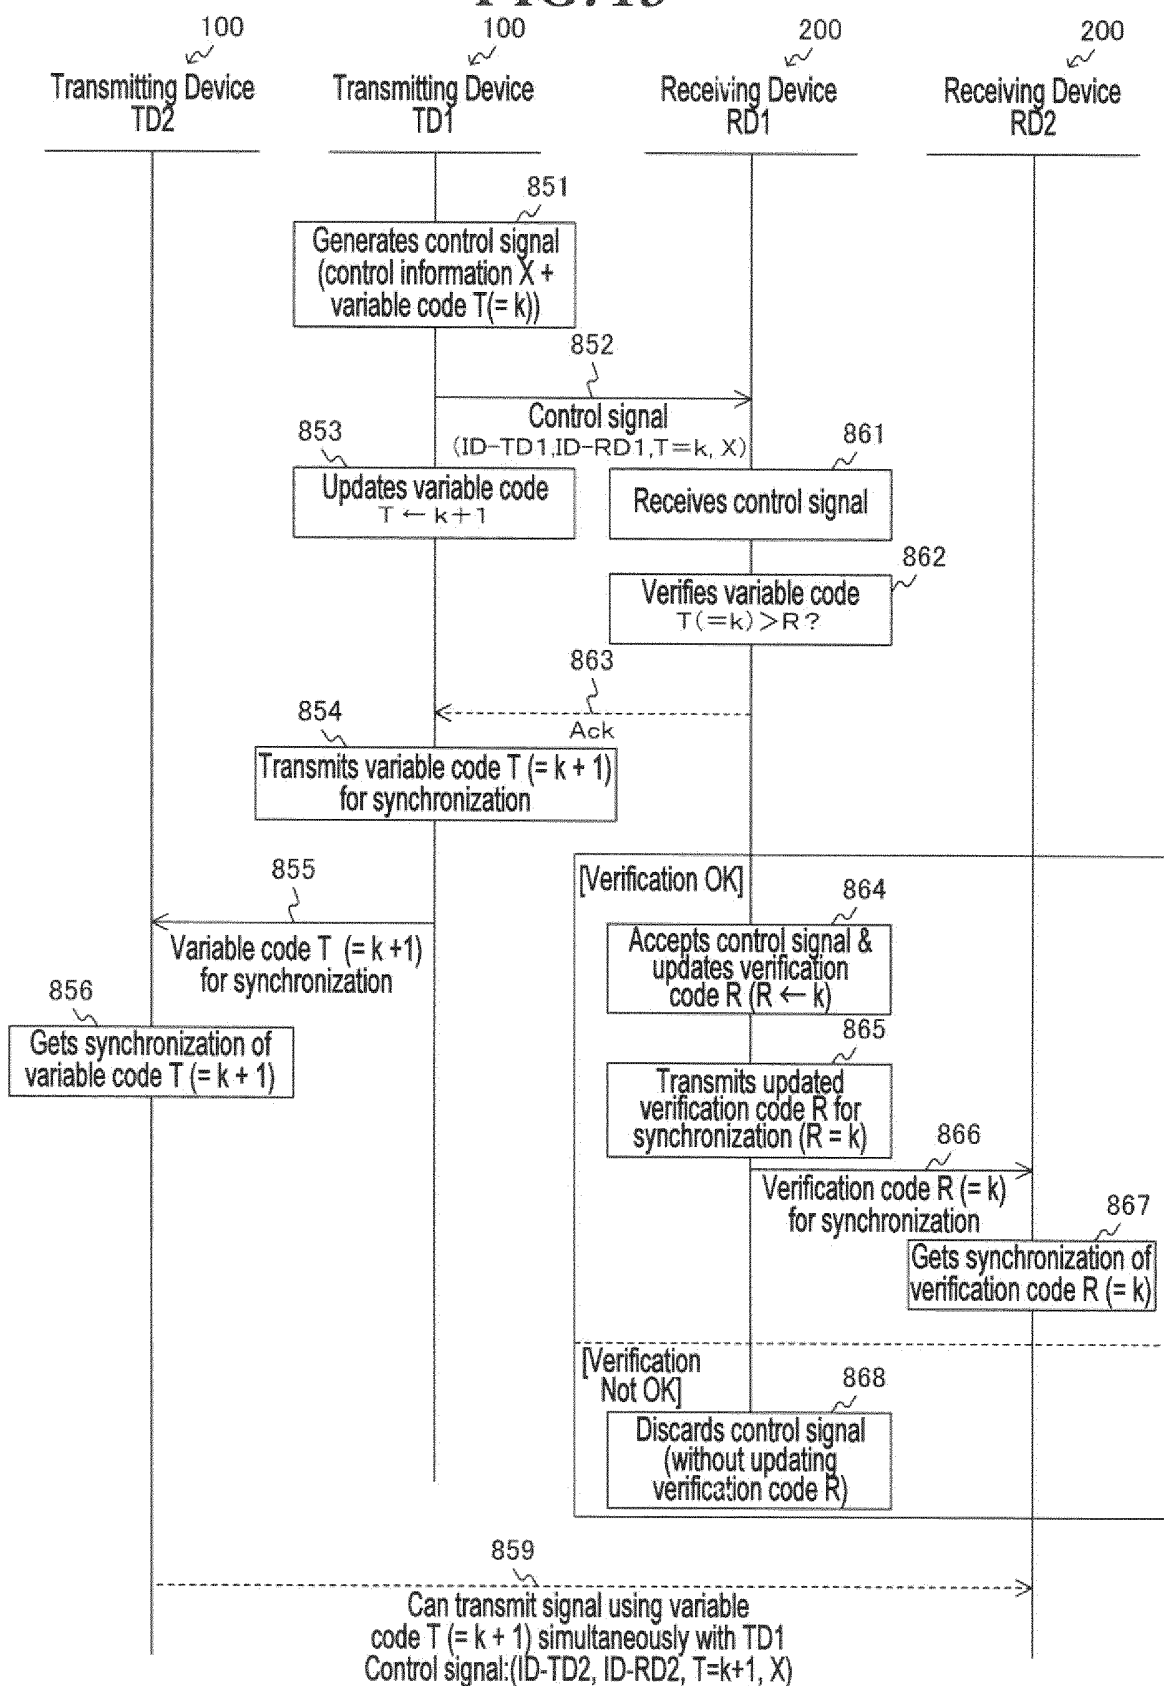 100
100
200
200
Transmitting Device
TD2
Transmitting Device
TD1
Receiving Device
RD1
Receiving Device
RD2
851
Generates control signal
(control information X +
variable code T(= k))
852
Control signal
(ID-TD1,ID-RD1,T=k, X)
853
Updates variable code
T ← k+1
861
Receives control signal
862
Verifies variable code
T(=k)>R?
863
Ack
854
Transmits variable code T (= k + 1)
for synchronization
855
Variable code T (= k +1)
for synchronization
856
Gets synchronization of
variable code T (= k + 1)
[Verification OK]
864
Accepts control signal &
updates verification
code R (R ← k)
865
Transmits updated
verification code R for
synchronization (R = k)
866
Verification code R (= k)
for synchronization
867
Gets synchronization of
verification code R (= k)
[Verification
Not OK]
868
Discards control signal
(without updating
verification code R)
859
Can transmit signal using variable
code T (= k + 1) simultaneously with TD1
Control signal:(ID-TD2, ID-RD2, T=k+1, X)